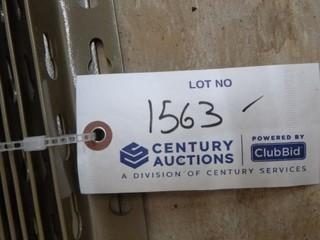 LOT NO
1563 -
CENTURY AUCTIONS
POWERED BY ClubBid
A DIVISION OF CENTURY SERVICES